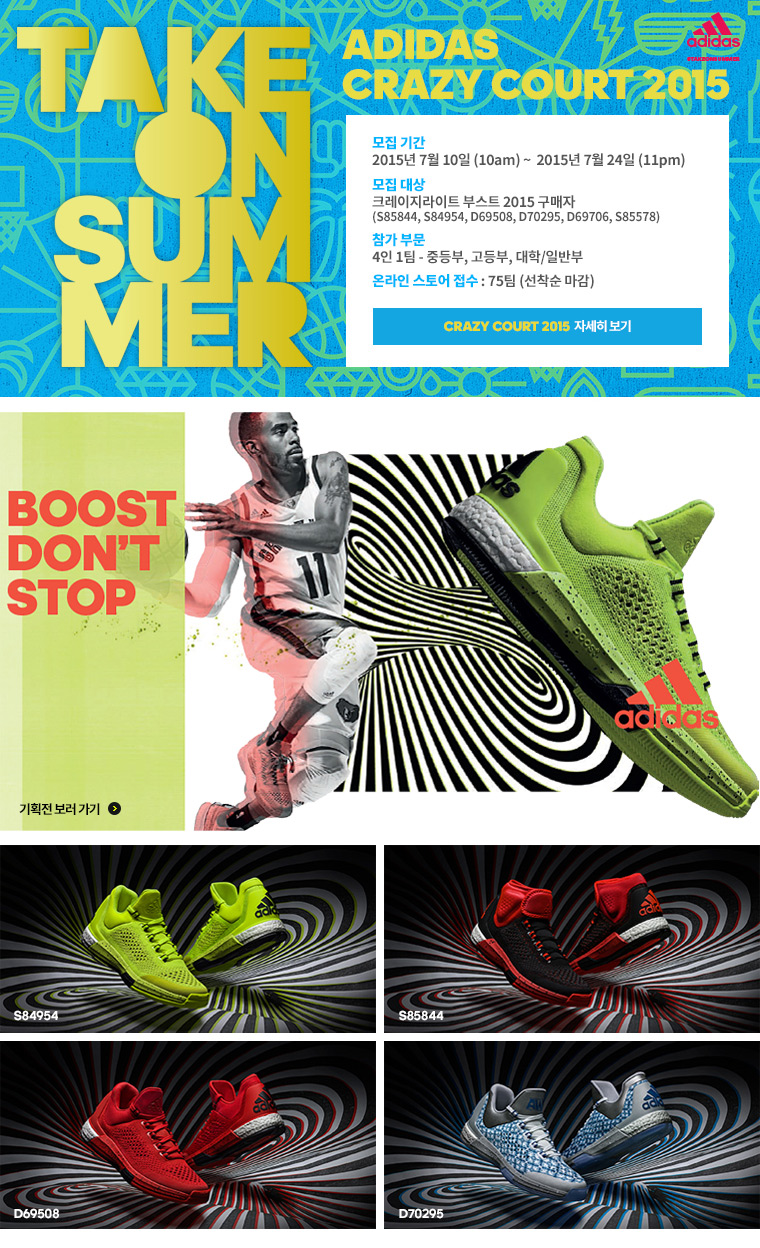 TAKE
ON
SUM
MER
ADIDAS
CRAZY COURT 2015
adidas
#TAKEONSUMMER
모집 기간
2015년 7월 10일 (10am) ~ 2015년 7월 24일 (11pm)
모집 대상
크레이지라이트 부스트 2015 구매자
(S85844, S84954, D69508, D70295, D69706, S85578)
참가 부문
4인 1팀 - 중등부, 고등부, 대학/일반부
온라인 스토어 접수 : 75팀 (선착순 마감)
CRAZY COURT 2015 자세히 보기
BOOST
DON'T
STOP
11
adidas
기획전 보러 가기
S84954
S85844
D69508
D70295